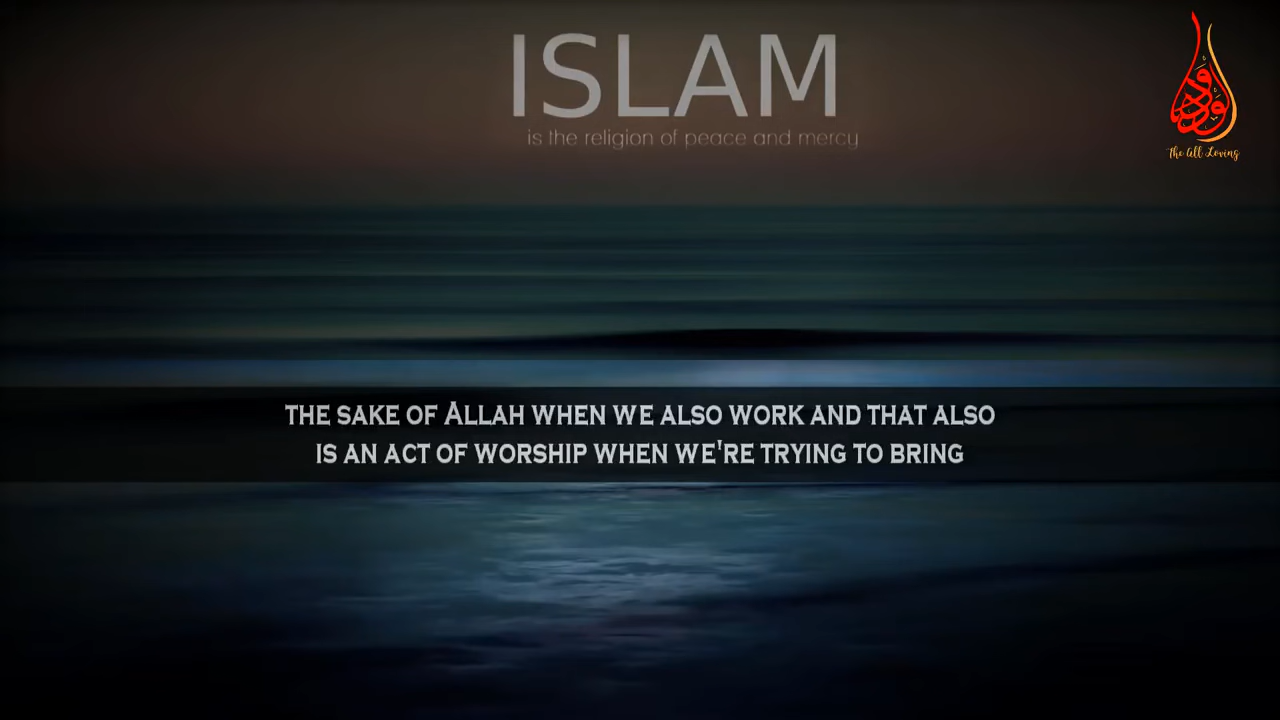 ISLAM
is the religion of peace and mercy
الودود
The All Loving
THE SAKE OF ALLAH WHEN WE ALSO WORK AND THAT ALSO
IS AN ACT OF WORSHIP WHEN WE'RE TRYING TO BRING